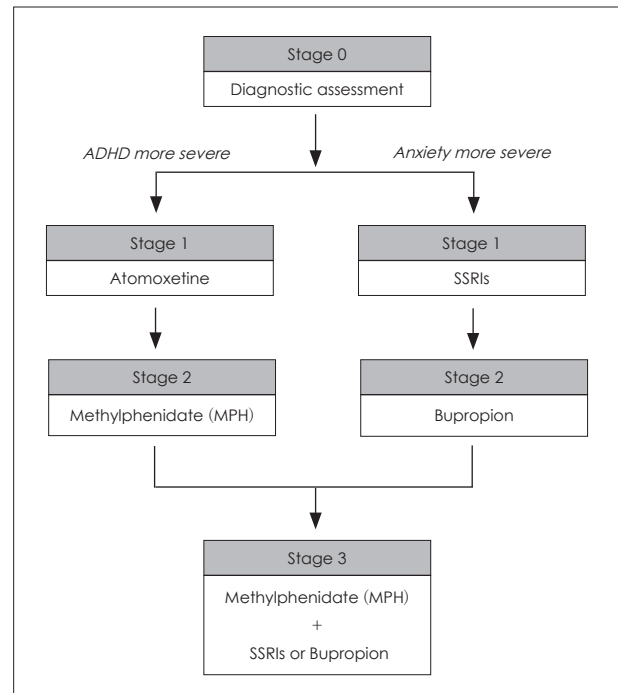 Stage 0
Diagnostic assessment
ADHD more severe
Anxiety more severe
Stage 1
Atomoxetine
Stage 1
SSRIs
Stage 2
Methylphenidate (MPH)
Stage 2
Bupropion
Stage 3
Methylphenidate (MPH)
+
SSRIs or Bupropion